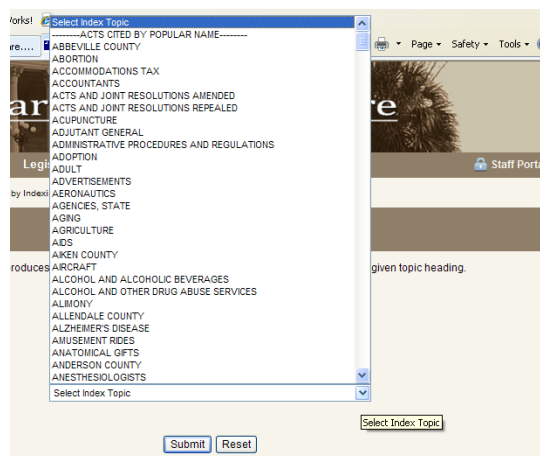 Works!
Select Index Topic
--------ACTS CITED BY POPULAR NAME--------
ABBEVILLE COUNTY
ABORTION
ACCOMMODATIONS TAX
ACCOUNTANTS
ACTS AND JOINT RESOLUTIONS AMENDED
ACTS AND JOINT RESOLUTIONS REPEALED
ACUPUNCTURE
ADJUTANT GENERAL
ADMINISTRATIVE PROCEDURES AND REGULATIONS
ADOPTION
ADULT
ADVERTISEMENTS
AERONAUTICS
AGENCIES, STATE
AGING
AGRICULTURE
AIDS
AIKEN COUNTY
AIRCRAFT
ALCOHOL AND ALCOHOLIC BEVERAGES
ALCOHOL AND OTHER DRUG ABUSE SERVICES
ALIMONY
ALLENDALE COUNTY
ALZHEIMER'S DISEASE
AMUSEMENT RIDES
ANATOMICAL GIFTS
ANDERSON COUNTY
ANESTHESIOLOGISTS
Select Index Topic
re.... Page Safety Tools
ar e
Legi Staff Porta
by Indexi
roduces given topic heading.
Select Index Topic
Submit Reset